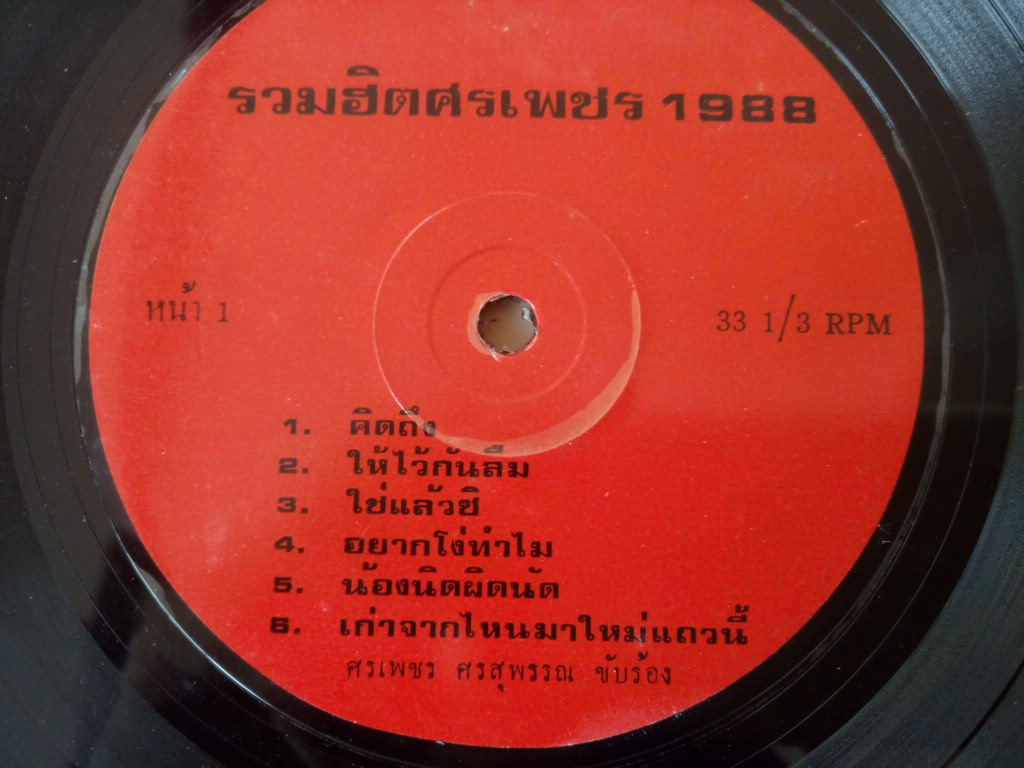 รวมฮิตศรเพชร 1988
หน้า 1
33 1/3 RPM
1. คิดถึง
2. ให้ไว้กันลืม
3. ใช่แล้วซิ
4. อยากโง่ทำไม
5. น้องนิดผิดนัด
6. เก่าจากไหนมาใหม่แถวนี้
ศรเพชร ศรสุพรรณ ขับร้อง